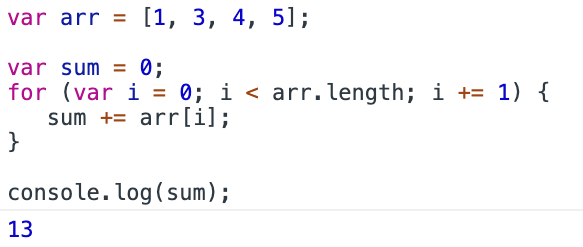 var arr = [1, 3, 4, 5];
var sum = 0;
for (var i = 0; i < arr.length; i += 1) {
   sum += arr[i];
}
console.log(sum);
13